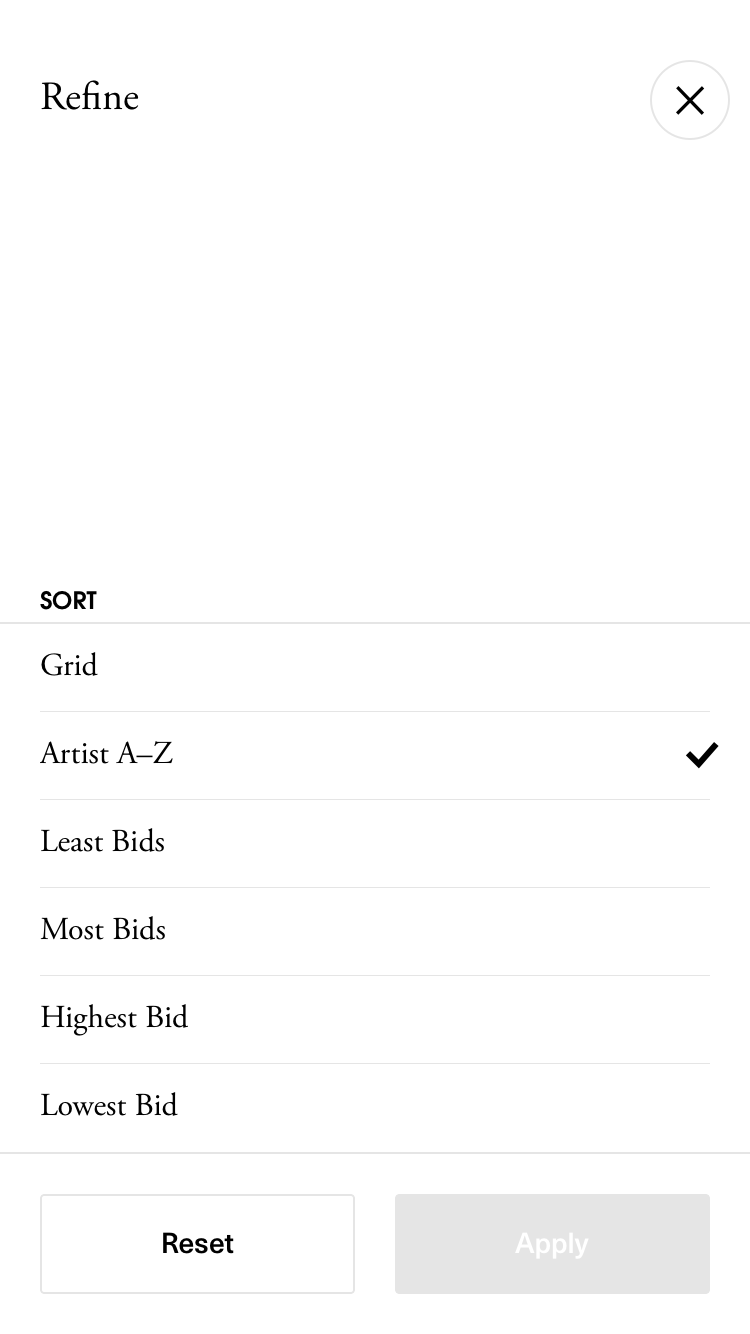 Refine
SORT
Grid
Artist A–Z
Least Bids
Most Bids
Highest Bid
Lowest Bid
Reset
Apply